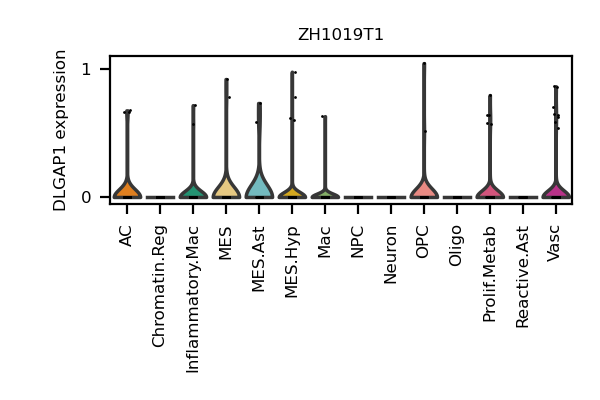 ZH1019T1
DLGAP1 expression
1
0
AC
Chromatin.Reg
Inflammatory.Mac
MES
MES.Ast
MES.Hyp
Mac
NPC
Neuron
OPC
Oligo
Prolif.Metab
Reactive.Ast
Vasc